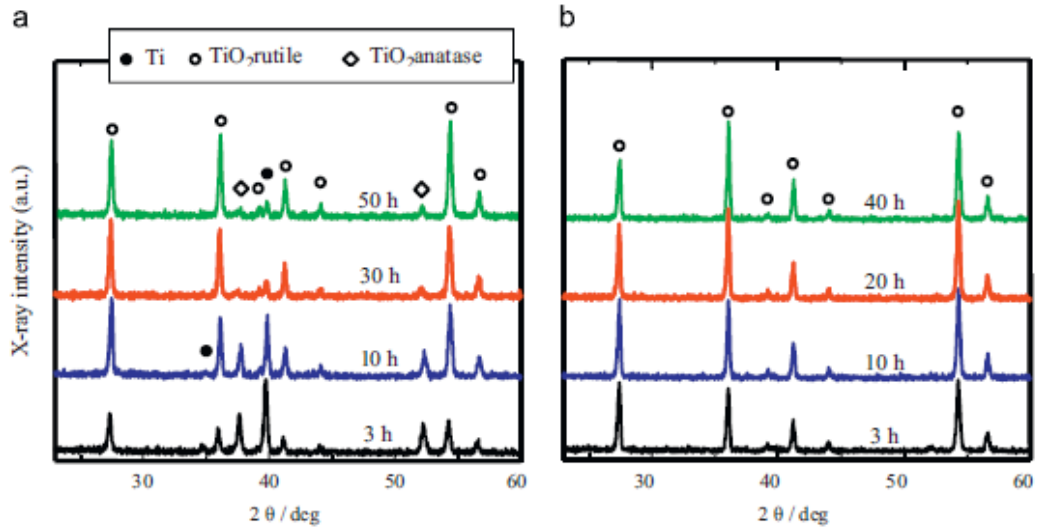 a
b
● Ti ○ TiO₂rutile ◇ TiO₂anatase
X-ray intensity (a.u.)
50 h
30 h
10 h
3 h
30 40 50 60
2 θ / deg
40 h
20 h
10 h
3 h
30 40 50 60
2 θ / deg